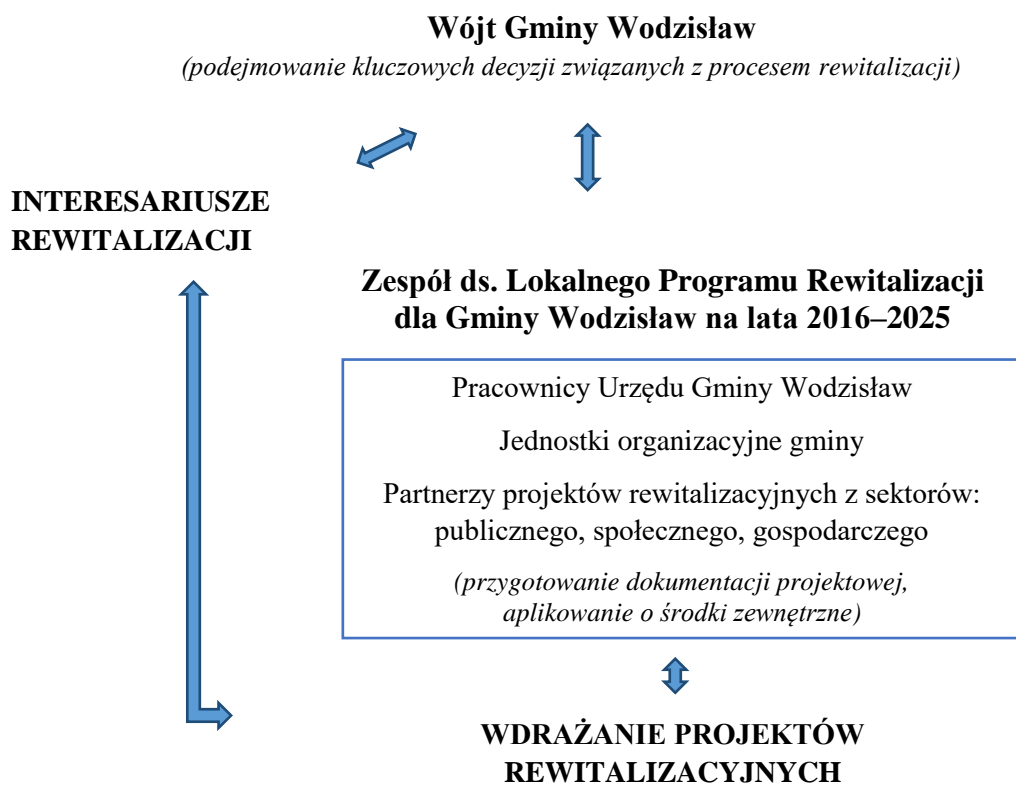 Wójt Gminy Wodzisław
(podejmowanie kluczowych decyzji związanych z procesem rewitalizacji)
INTERESARIUSZE
REWITALIZACJI
Zespół ds. Lokalnego Programu Rewitalizacji
dla Gminy Wodzisław na lata 2016–2025
Pracownicy Urzędu Gminy Wodzisław
Jednostki organizacyjne gminy
Partnerzy projektów rewitalizacyjnych z sektorów:
publicznego, społecznego, gospodarczego
(przygotowanie dokumentacji projektowej,
aplikowanie o środki zewnętrzne)
WDRAŻANIE PROJEKTÓW
REWITALIZACYJNYCH